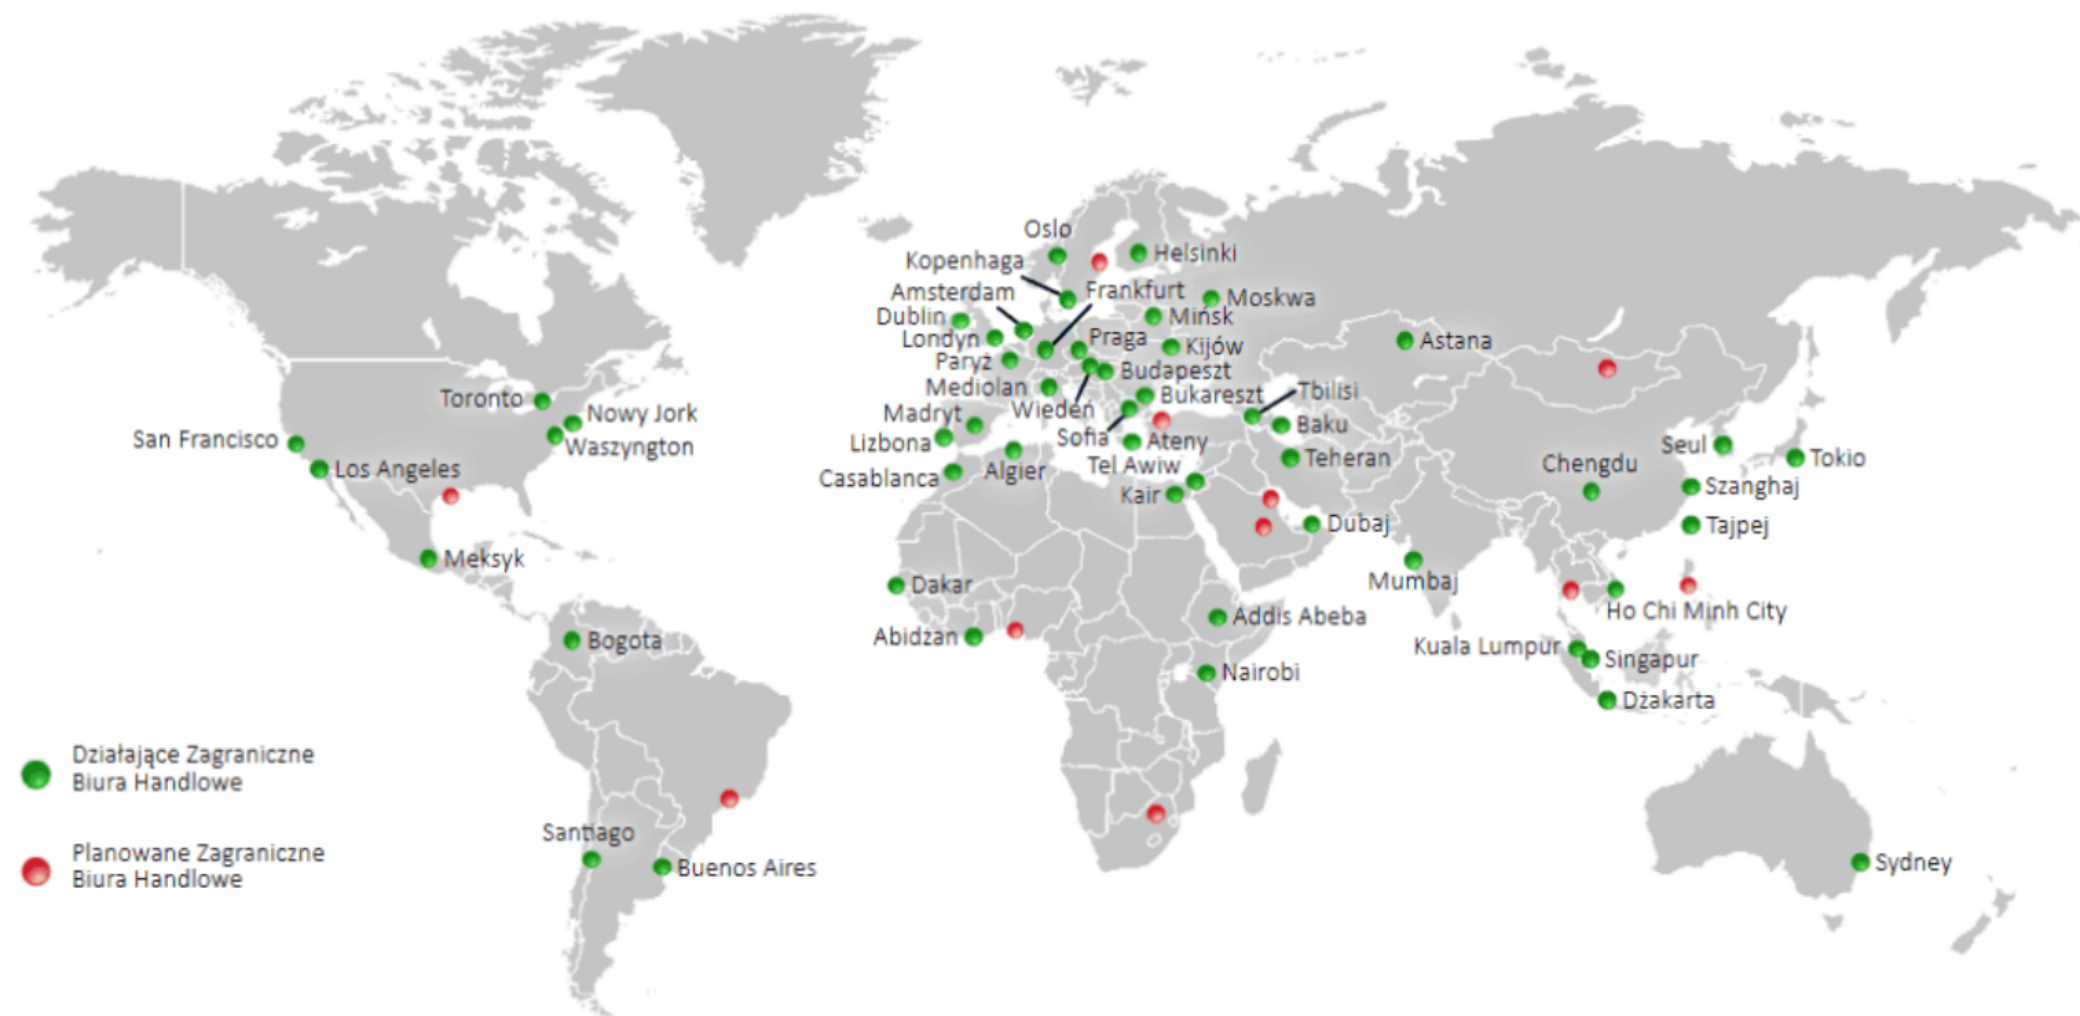 Oslo
Kopenhaga
Helsinki
Amsterdam
Frankfurt
Moskwa
Dublin
Mińsk
Londyn
Praga
Kijów
Astana
Paryż
Budapeszt
Mediolan
Bukareszt
Tbilisi
Wiedeń
Madryt
Toronto
Nowy Jork
San Francisco
Waszyngton
Lizbona
Sofia
Ateny
Baku
Seul
Tokio
Los Angeles
Casablanca
Algier
Tel Awiw
Teheran
Chengdu
Kair
Szanghaj
Dubaj
Tajpej
Meksyk
Dakar
Mumbaj
Ho Chi Minh City
Bogota
Abidżan
Addis Abeba
Kuala Lumpur
Singapur
Nairobi
Dżakarta
Działające Zagraniczne
Biura Handlowe
Planowane Zagraniczne
Biura Handlowe
Santiago
Buenos Aires
Sydney